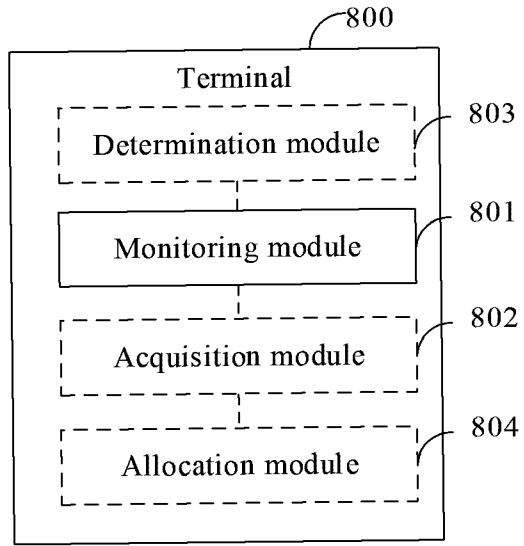 800
Terminal
803
Determination module
801
Monitoring module
802
Acquisition module
804
Allocation module